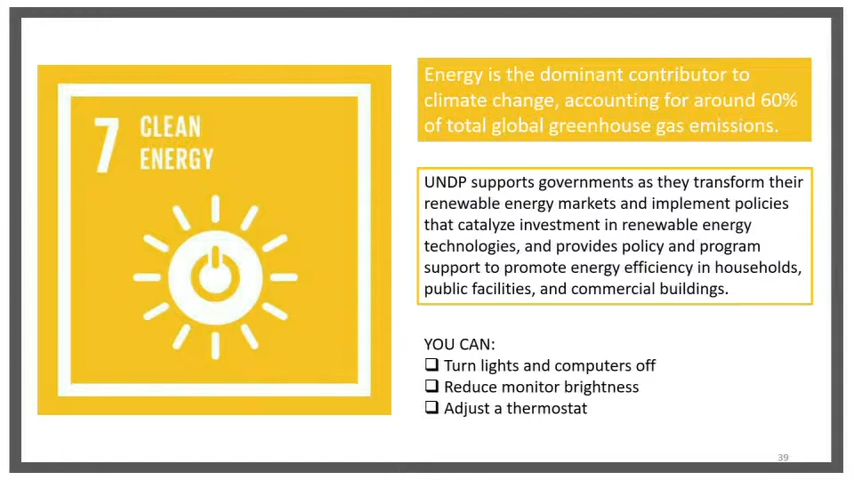 7 CLEAN
ENERGY
Energy is the dominant contributor to
climate change, accounting for around 60%
of total global greenhouse gas emissions.
UNDP supports governments as they transform their
renewable energy markets and implement policies
that catalyze investment in renewable energy
technologies, and provides policy and program
support to promote energy efficiency in households,
public facilities, and commercial buildings.
YOU CAN:
❑ Turn lights and computers off
❑ Reduce monitor brightness
❑ Adjust a thermostat
39